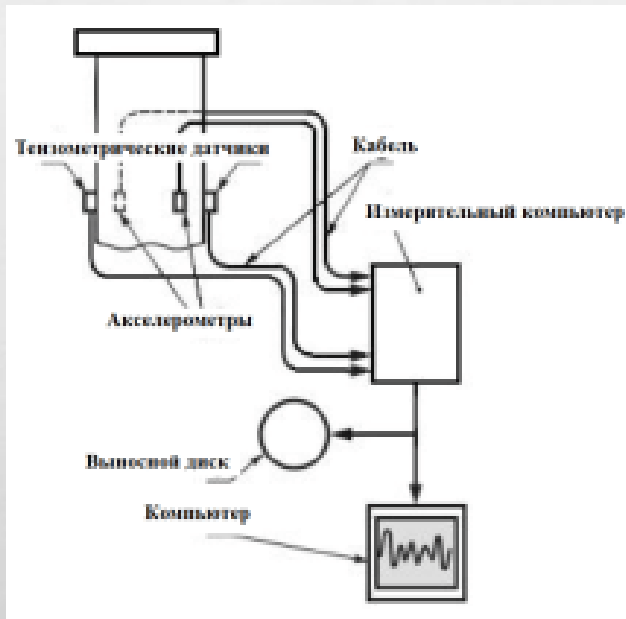 Тензометрические датчики
Кабель
Измерительный компьютер
Акселерометры
Выносной диск
Компьютер